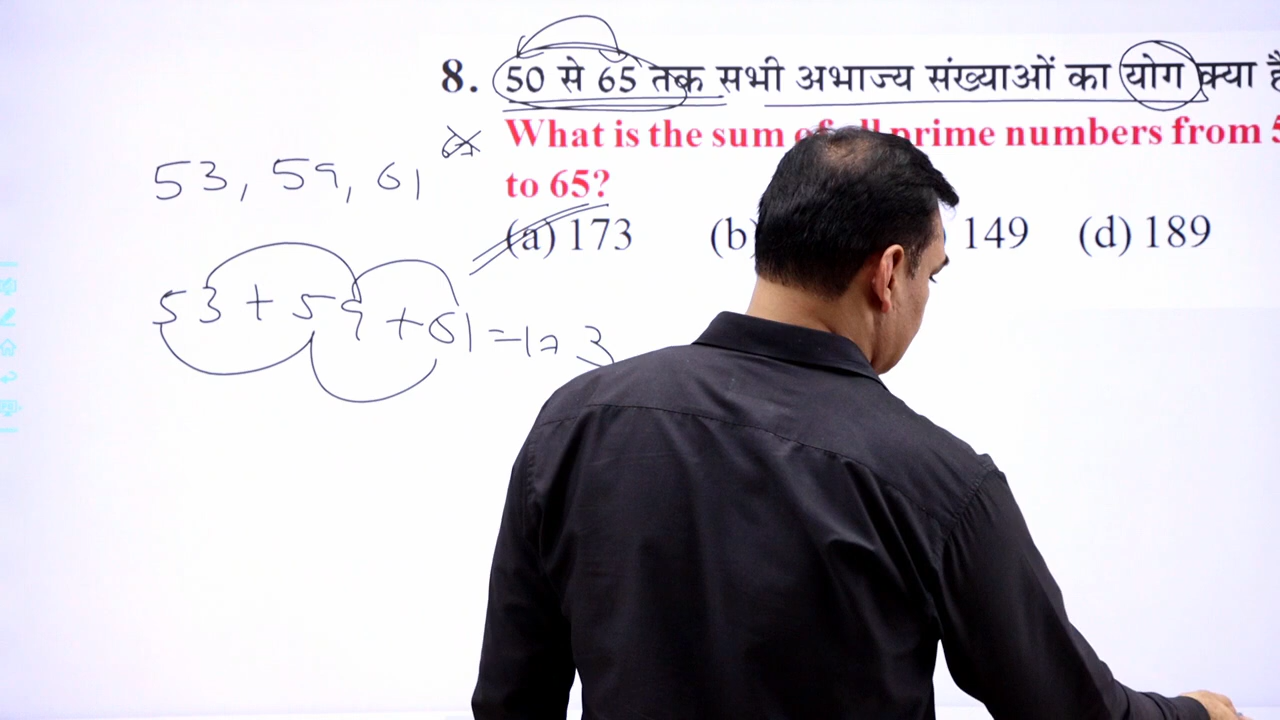 8. 50 से 65 तक सभी अभाज्य संख्याओं का योग क्या
What is the sum of all prime numbers from
to 65?
(a) 173 (b) 149 (d) 189
53, 59, 61
53 + 59 + 61 = 173